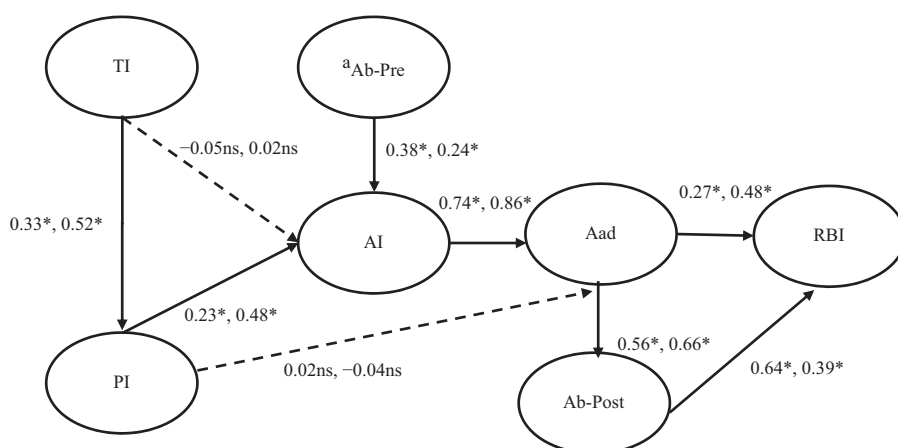 TI
aAb-Pre
−0.05ns, 0.02ns
0.38*, 0.24*
0.74*, 0.86*
0.27*, 0.48*
0.33*, 0.52*
AI
Aad
RBI
0.23*, 0.48*
0.02ns, −0.04ns
0.56*, 0.66*
0.64*, 0.39*
PI
Ab-Post